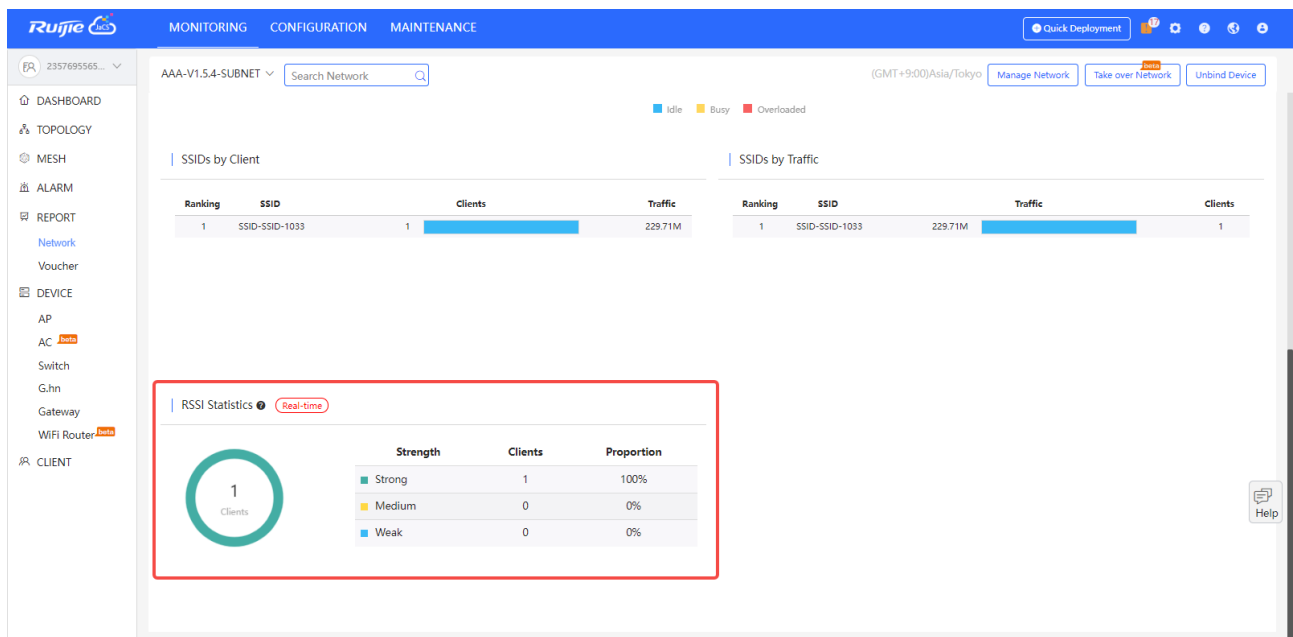 Ruijie JaCS MONITORING CONFIGURATION MAINTENANCE Quick Deployment 17
2357695565... AAA-V1.5.4-SUBNET Search Network (GMT+9:00)Asia/Tokyo Manage Network Take over Network beta Unbind Device
DASHBOARD
TOPOLOGY
MESH
ALARM
REPORT
Network
Voucher
DEVICE
AP
AC beta
Switch
G.hn
Gateway
WiFi Router beta
CLIENT
Idle Busy Overloaded
SSIDs by Client
Ranking SSID Clients Traffic
1 SSID-SSID-1033 1 229.71M
SSIDs by Traffic
Ranking SSID Traffic Clients
1 SSID-SSID-1033 229.71M 1
RSSI Statistics Real-time
1
Clients
Strength Clients Proportion
Strong 1 100%
Medium 0 0%
Weak 0 0%
Help